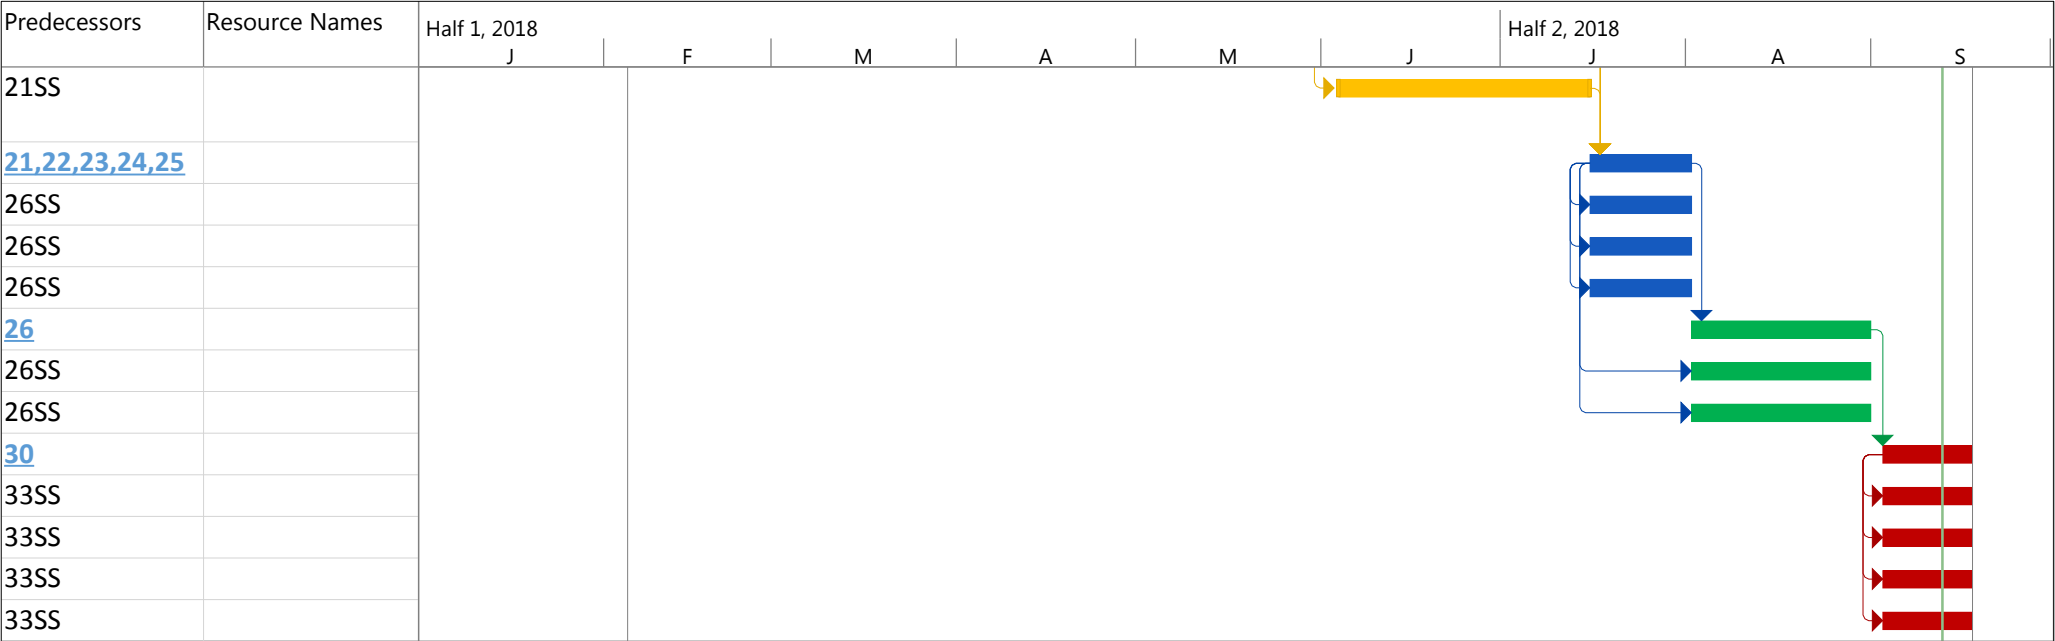 Predecessors Resource Names Half 1, 2018 Half 2, 2018
J F M A M J J A S
21SS
21,22,23,24,25
26SS
26SS
26SS
26
26SS
26SS
30
33SS
33SS
33SS
33SS